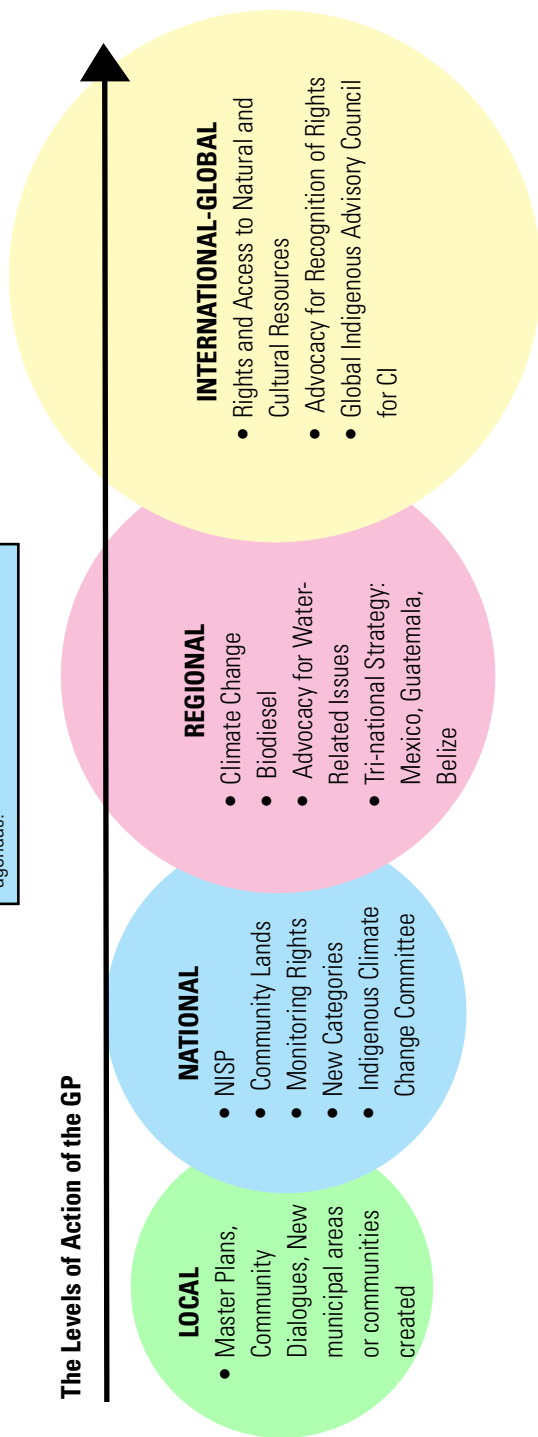 agendas.
The Levels of Action of the GP
LOCAL
• Master Plans,
Community
Dialogues, New
municipal areas
or communities
created
NATIONAL
• NISP
• Community Lands
• Monitoring Rights
• New Categories
• Indigenous Climate
Change Committee
REGIONAL
• Climate Change
• Biodiesel
• Advocacy for Water-
Related Issues
• Tri-national Strategy:
Mexico, Guatemala,
Belize
INTERNATIONAL-GLOBAL
• Rights and Access to Natural and
Cultural Resources
• Advocacy for Recognition of Rights
• Global Indigenous Advisory Council
for CI